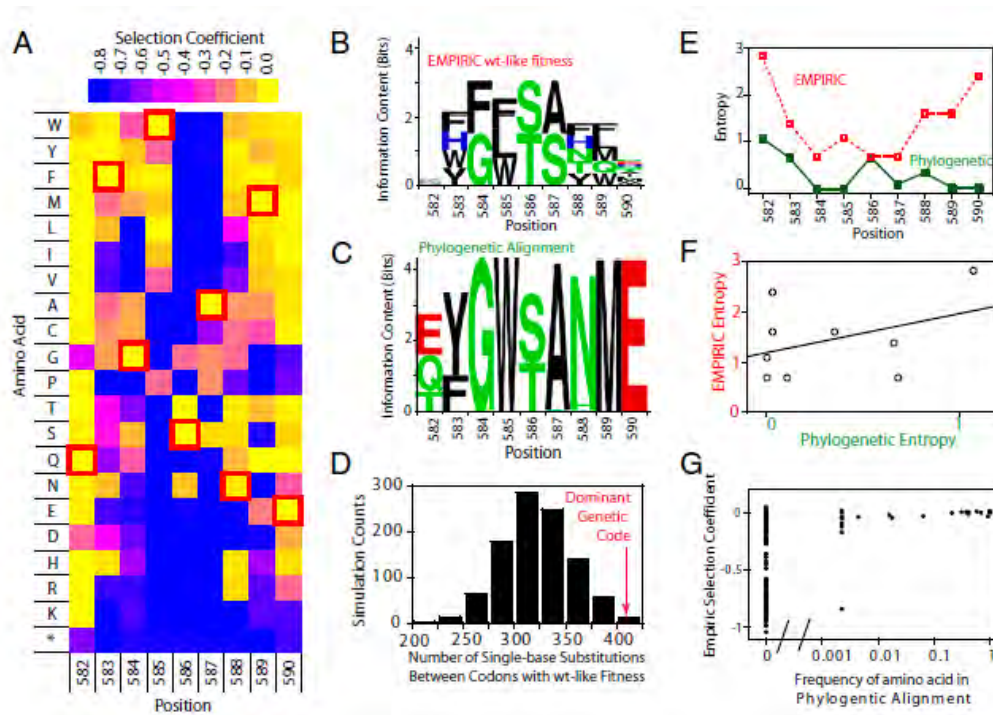 A
Selection Coefficient
-0.8
-0.7
-0.6
-0.5
-0.4
-0.3
-0.2
-0.1
0.0
Amino Acid
W
Y
F
M
L
I
V
A
C
G
P
T
S
Q
N
E
D
H
R
K
*
582
583
584
585
586
587
588
589
590
Position
B
EMPIRIC wt-like fitness
Information Content (Bits)
4
2
0
582
583
584
585
586
587
588
589
590
Position
C
Phylogenetic Alignment
Information Content (Bits)
4
2
0
E
Q
T
Y
F
G
W
S
T
A
N
M
E
582
583
584
585
586
587
588
589
590
Position
D
Simulation Counts
300
200
100
0
Dominant
Genetic
Code
200
250
300
350
400
Number of Single-base Substitutions
Between Codons with wt-like Fitness
E
Entropy
3
2
1
0
EMPIRIC
Phylogenetic
582
583
584
585
586
587
588
589
590
Position
F
EMPIRIC Entropy
3
2
1
0
0
1
Phylogenetic Entropy
G
Empiric Selection Coefficient
0
-0.5
-1
0
0.001
0.01
0.1
1
Frequency of amino acid in
Phylogentic Alignment